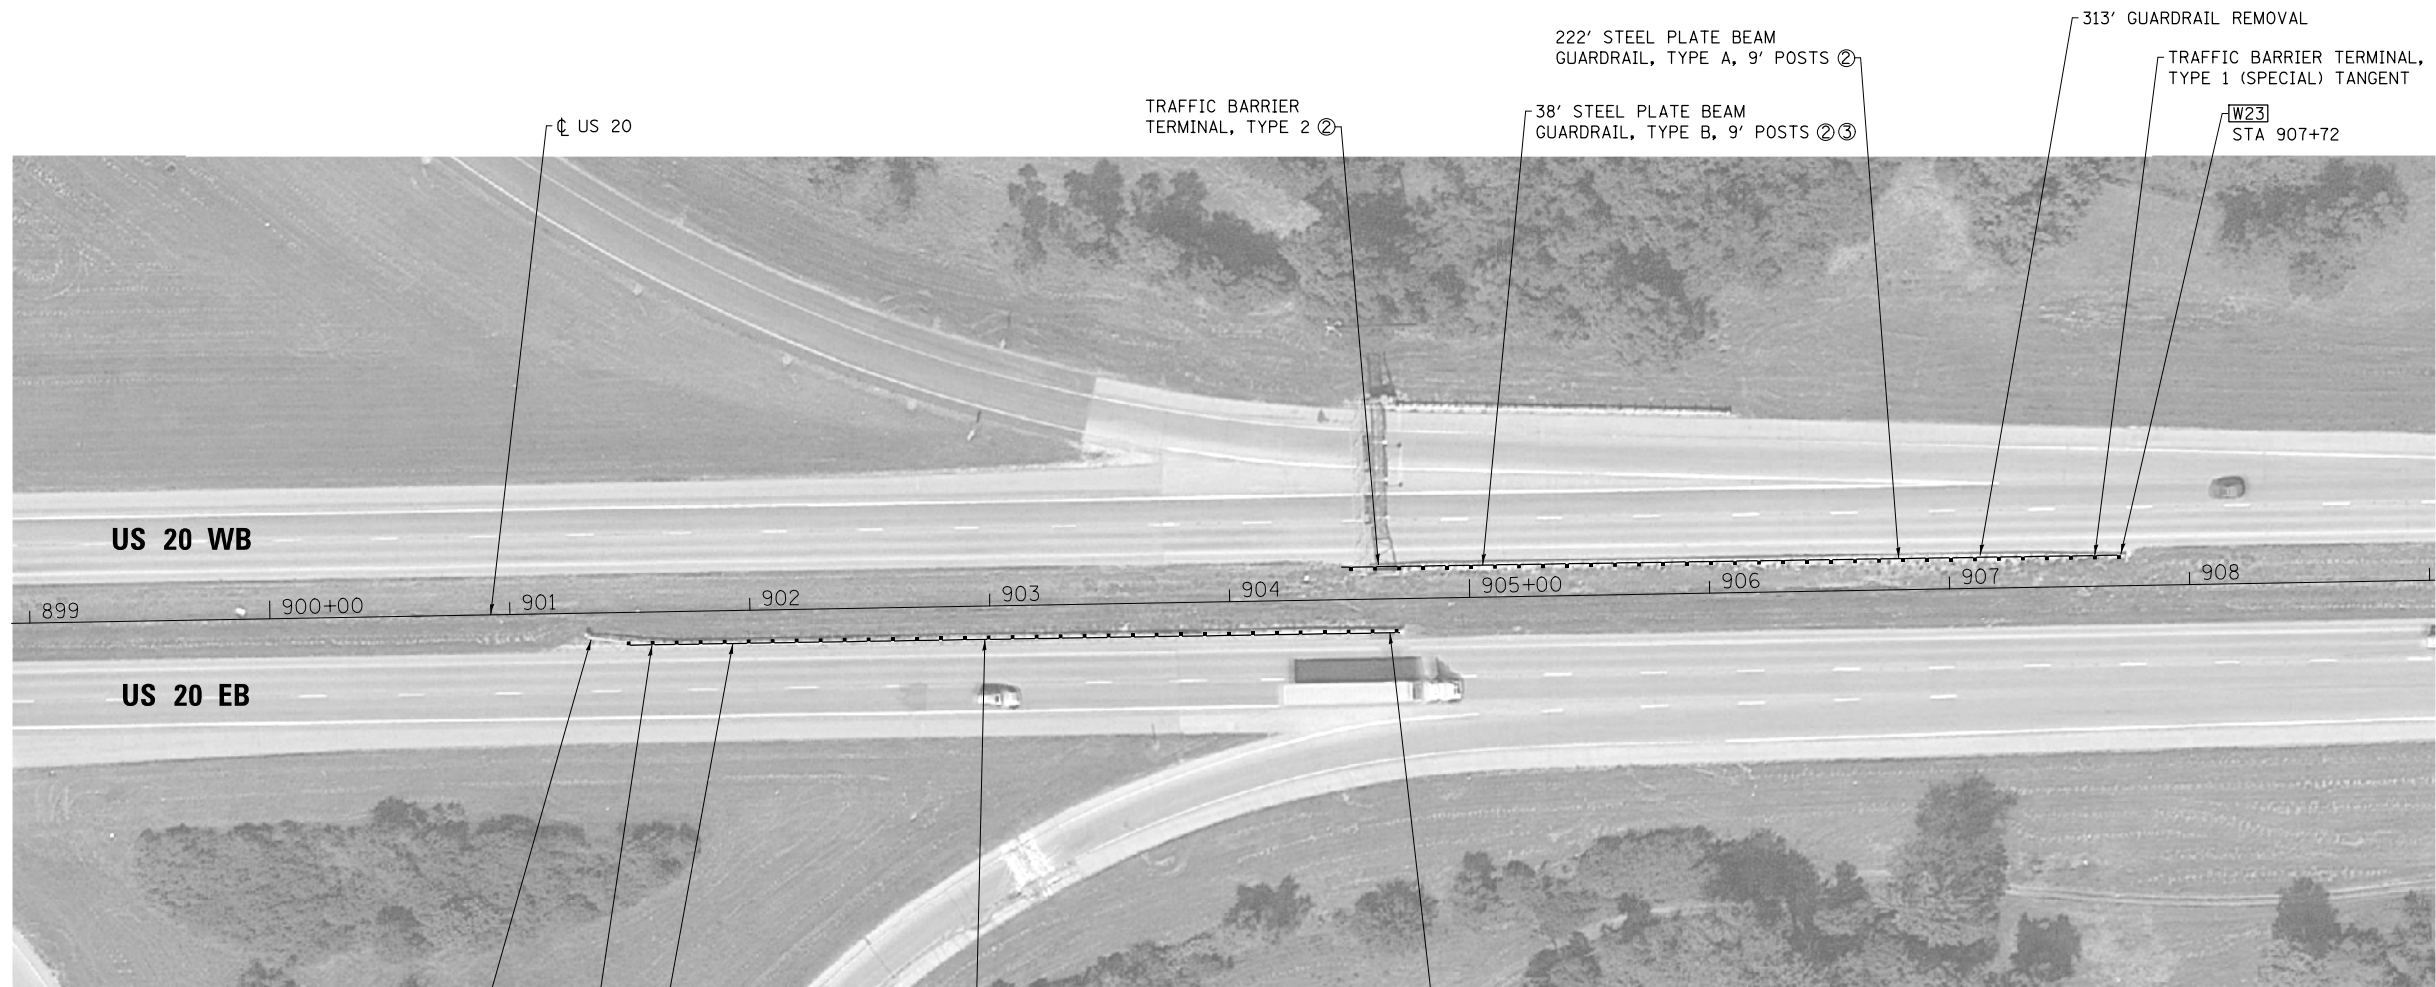 313' GUARDRAIL REMOVAL
222' STEEL PLATE BEAM
GUARDRAIL, TYPE A, 9' POSTS ②
TRAFFIC BARRIER TERMINAL,
TYPE 1 (SPECIAL) TANGENT
TRAFFIC BARRIER
TERMINAL, TYPE 2 ②
38' STEEL PLATE BEAM
GUARDRAIL, TYPE B, 9' POSTS ②③
W23
STA 907+72
℄ US 20
US 20 WB
899
900+00
901
902
903
904
905+00
906
907
908
US 20 EB